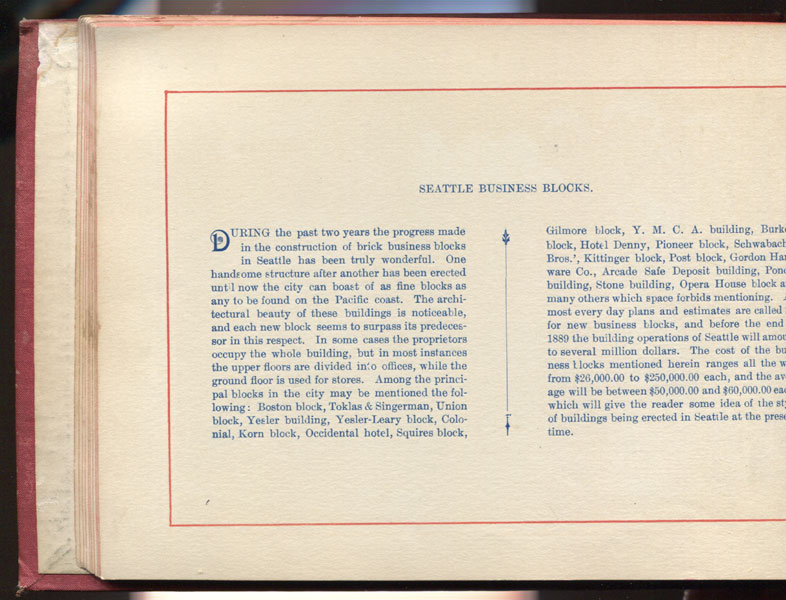 SEATTLE BUSINESS BLOCKS.
DURING the past two years the progress made
in the construction of brick business blocks
in Seattle has been truly wonderful. One
handsome structure after another has been erected
until now the city can boast of as fine blocks as
any to be found on the Pacific coast. The archi-
tectural beauty of these buildings is noticeable,
and each new block seems to surpass its predeces-
sor in this respect. In some cases the proprietors
occupy the whole building, but in most instances
the upper floors are divided into offices, while the
ground floor is used for stores. Among the princi-
pal blocks in the city may be mentioned the fol-
lowing: Boston block, Toklas & Singerman, Union
block, Yesler building, Yesler-Leary block, Colo-
nial, Korn block, Occidental hotel, Squires block,
Gilmore block, Y. M. C. A. building, Burke
block, Hotel Denny, Pioneer block, Schwabach
Bros.', Kittinger block, Post block, Gordon Har
ware Co., Arcade Safe Deposit building, Pon
building, Stone building, Opera House block a
many others which space forbids mentioning.
most every day plans and estimates are called
for new business blocks, and before the end
1889 the building operations of Seattle will amou
to several million dollars. The cost of the bu
ness blocks mentioned herein ranges all the w
from $26,000.00 to $250,000.00 each, and the av
age will be between $50,000.00 and $60,000.00 eac
which will give the reader some idea of the sty
of buildings being erected in Seattle at the prese
time.